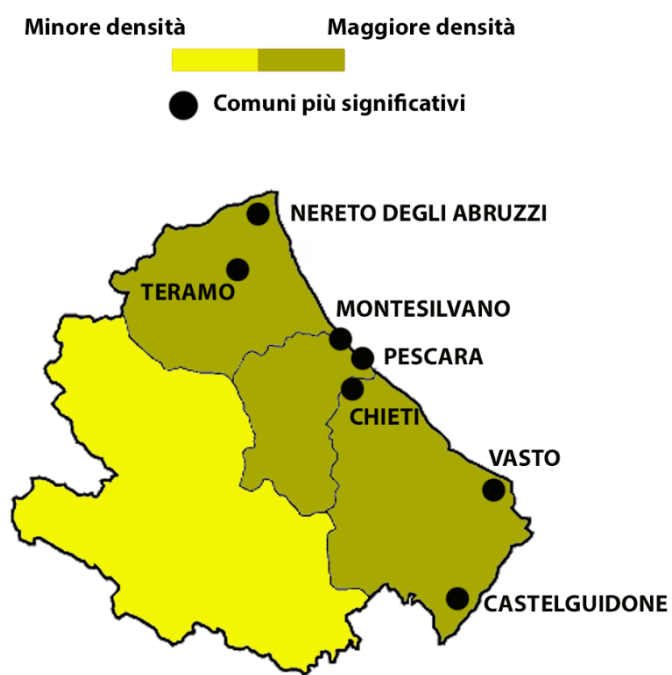 Minore densità Maggiore densità
Comuni più significativi
NERETO DEGLI ABRUZZI
TERAMO
MONTESILVANO
PESCARA
CHIETI
VASTO
CASTELGUIDONE